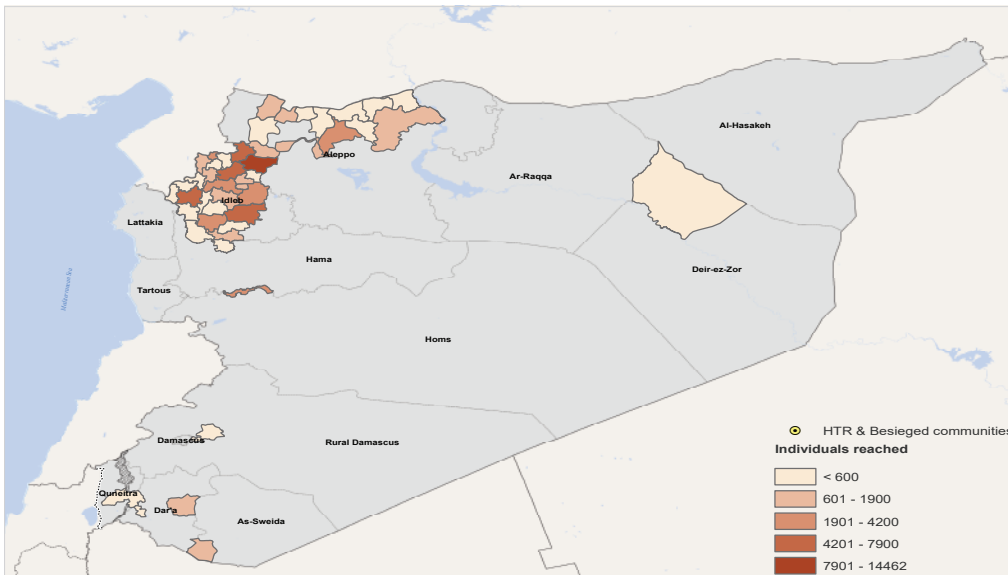 Al-Hasakeh
Aleppo
Ar-Raqqa
Idleb
Lattakia
Hama
Deir-ez-Zor
Tartous
Homs
Damascus
Rural Damascus
Quneitra
Dar'a
As-Sweida
HTR & Besieged communities
Individuals reached
< 600
601 - 1900
1901 - 4200
4201 - 7900
7901 - 14462